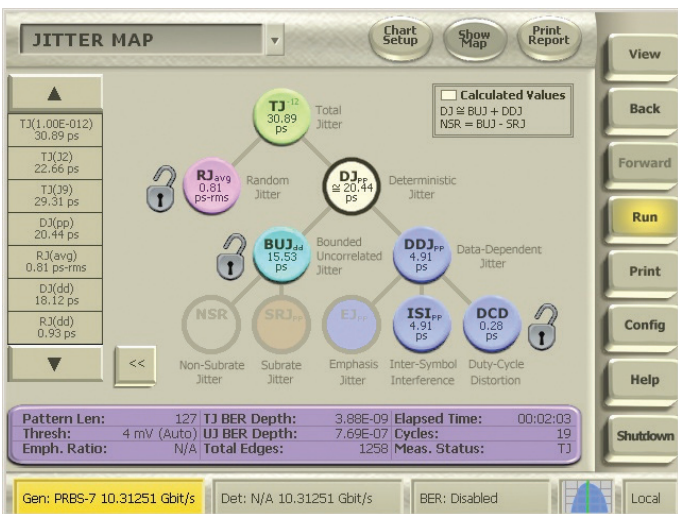 JITTER MAP
Chart Setup
Show Map
Print Report
View
Back
Forward
Run
Print
Config
Help
Shutdown
TJ(1.00E-012)
30.89 ps
TJ(J2)
22.66 ps
TJ(J9)
29.31 ps
DJ(pp)
20.44 ps
RJ(avg)
0.81 ps-rms
DJ(dd)
18.12 ps
RJ(dd)
0.93 ps
<<
Calculated Values
DJ ≅ BUJ + DDJ
NSR = BUJ - SRJ
TJ-12
30.89
ps
Total
Jitter
RJavg
0.81
ps-rms
Random
Jitter
DJPP
≅ 20.44
ps
Deterministic
Jitter
BUJdd
15.53
ps
Bounded
Uncorrelated
Jitter
DDJPP
4.91
ps
Data-Dependent
Jitter
NSR
Non-Subrate
Jitter
SRJPP
Subrate
Jitter
EJPP
Emphasis
Jitter
ISIPP
4.91
ps
Inter-Symbol
Interference
DCD
0.28
ps
Duty-Cycle
Distortion
Pattern Len: 127 TJ BER Depth: 3.88E-09 Elapsed Time: 00:02:03
Thresh: 4 mV (Auto) UJ BER Depth: 7.69E-07 Cycles: 19
Emph. Ratio: N/A Total Edges: 1258 Meas. Status: TJ
Gen: PRBS-7 10.31251 Gbit/s
Det: N/A 10.31251 Gbit/s
BER: Disabled
Local